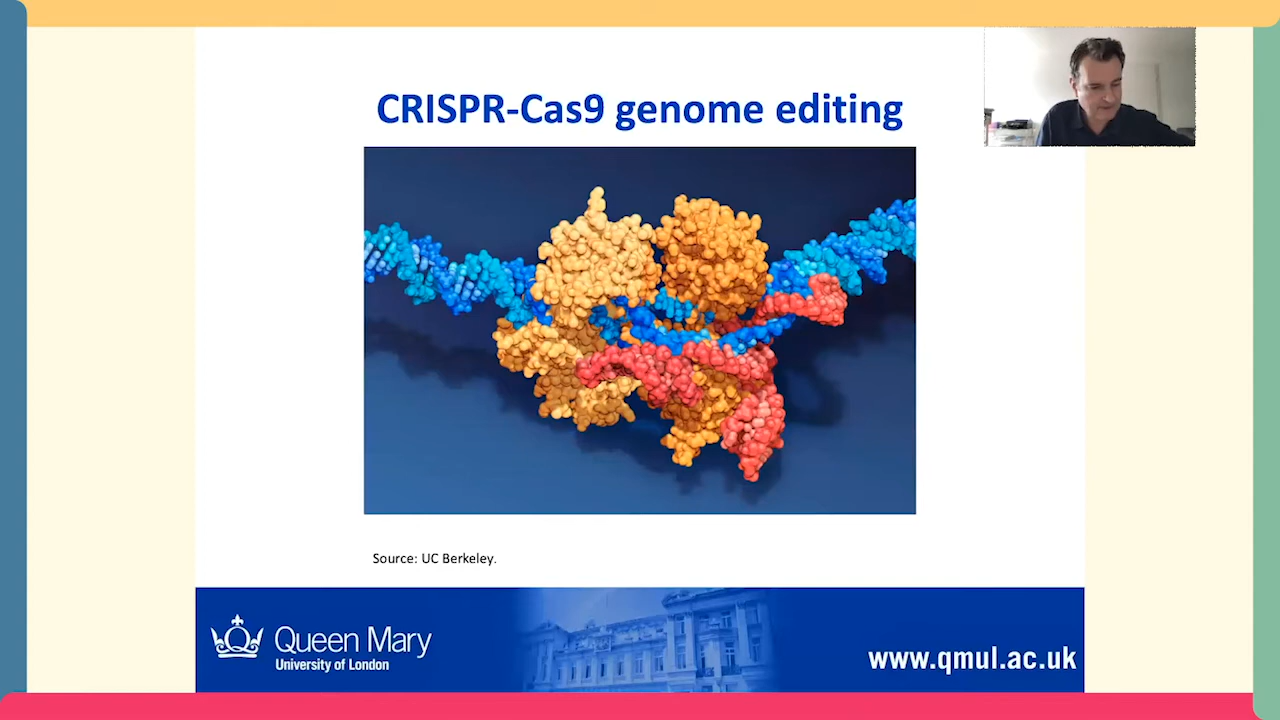 CRISPR-Cas9 genome editing
Source: UC Berkeley.
Queen Mary
University of London
www.qmul.ac.uk